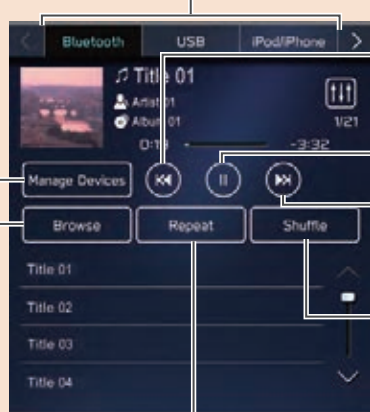 Bluetooth USB iPod/iPhone
Title 01
Artist 01
Album 01
1/21
0:19 -3:32
Manage Devices
Browse Repeat Shuffle
Title 01
Title 02
Title 03
Title 04